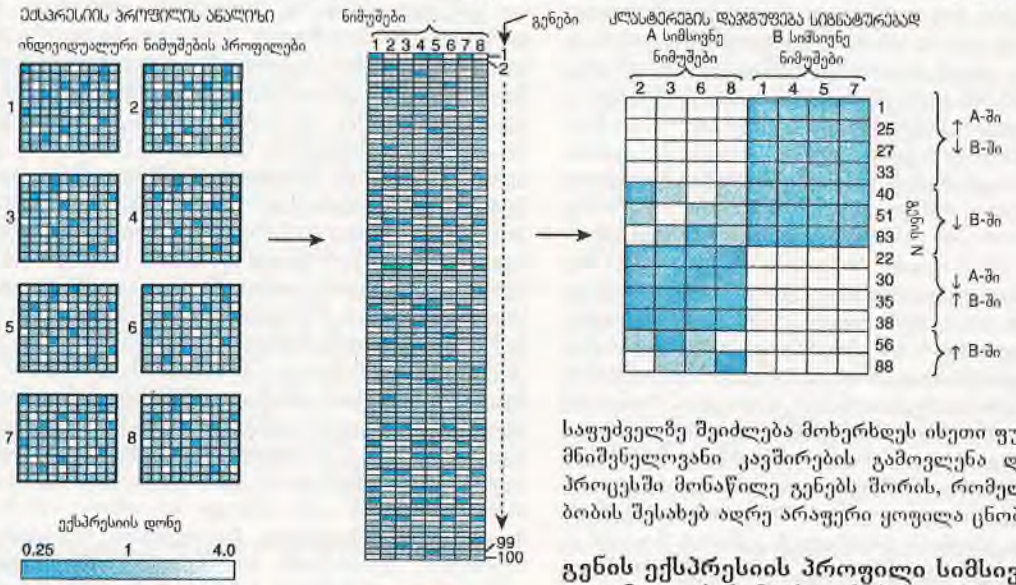 ექსპრესიის პროფილის ანალიზი
ინდივიდუალური ნიმუშების პროფილები
1
2
3
4
5
6
7
8
ექსპრესიის დონე
0.25 1 4.0
ნიმუშები
გენები
1 2 3 4 5 6 7 8
1
2
99
100
კლასტერების დაჯგუფება სიგნატურებად
A სიმსივნე B სიმსივნე
ნიმუშები ნიმუშები
2 3 6 8 1 4 5 7
1
25
27
33
40
51
83
22
30
35
38
56
88
გენის N
↑ A-ში
↓ B-ში
↓ B-ში
↓ A-ში
↑ B-ში
↑ B-ში
საფუძველზე შეიძლება მოხერხდეს ისეთი ფუ
მნიშვნელოვანი კავშირების გამოვლენა დ
პროცესში მონაწილე გენებს შორის, რომელ
ბობის შესახებ ადრე არაფერი ყოფილა ცნობ
გენის ექსპრესიის პროფილი სიმსივ